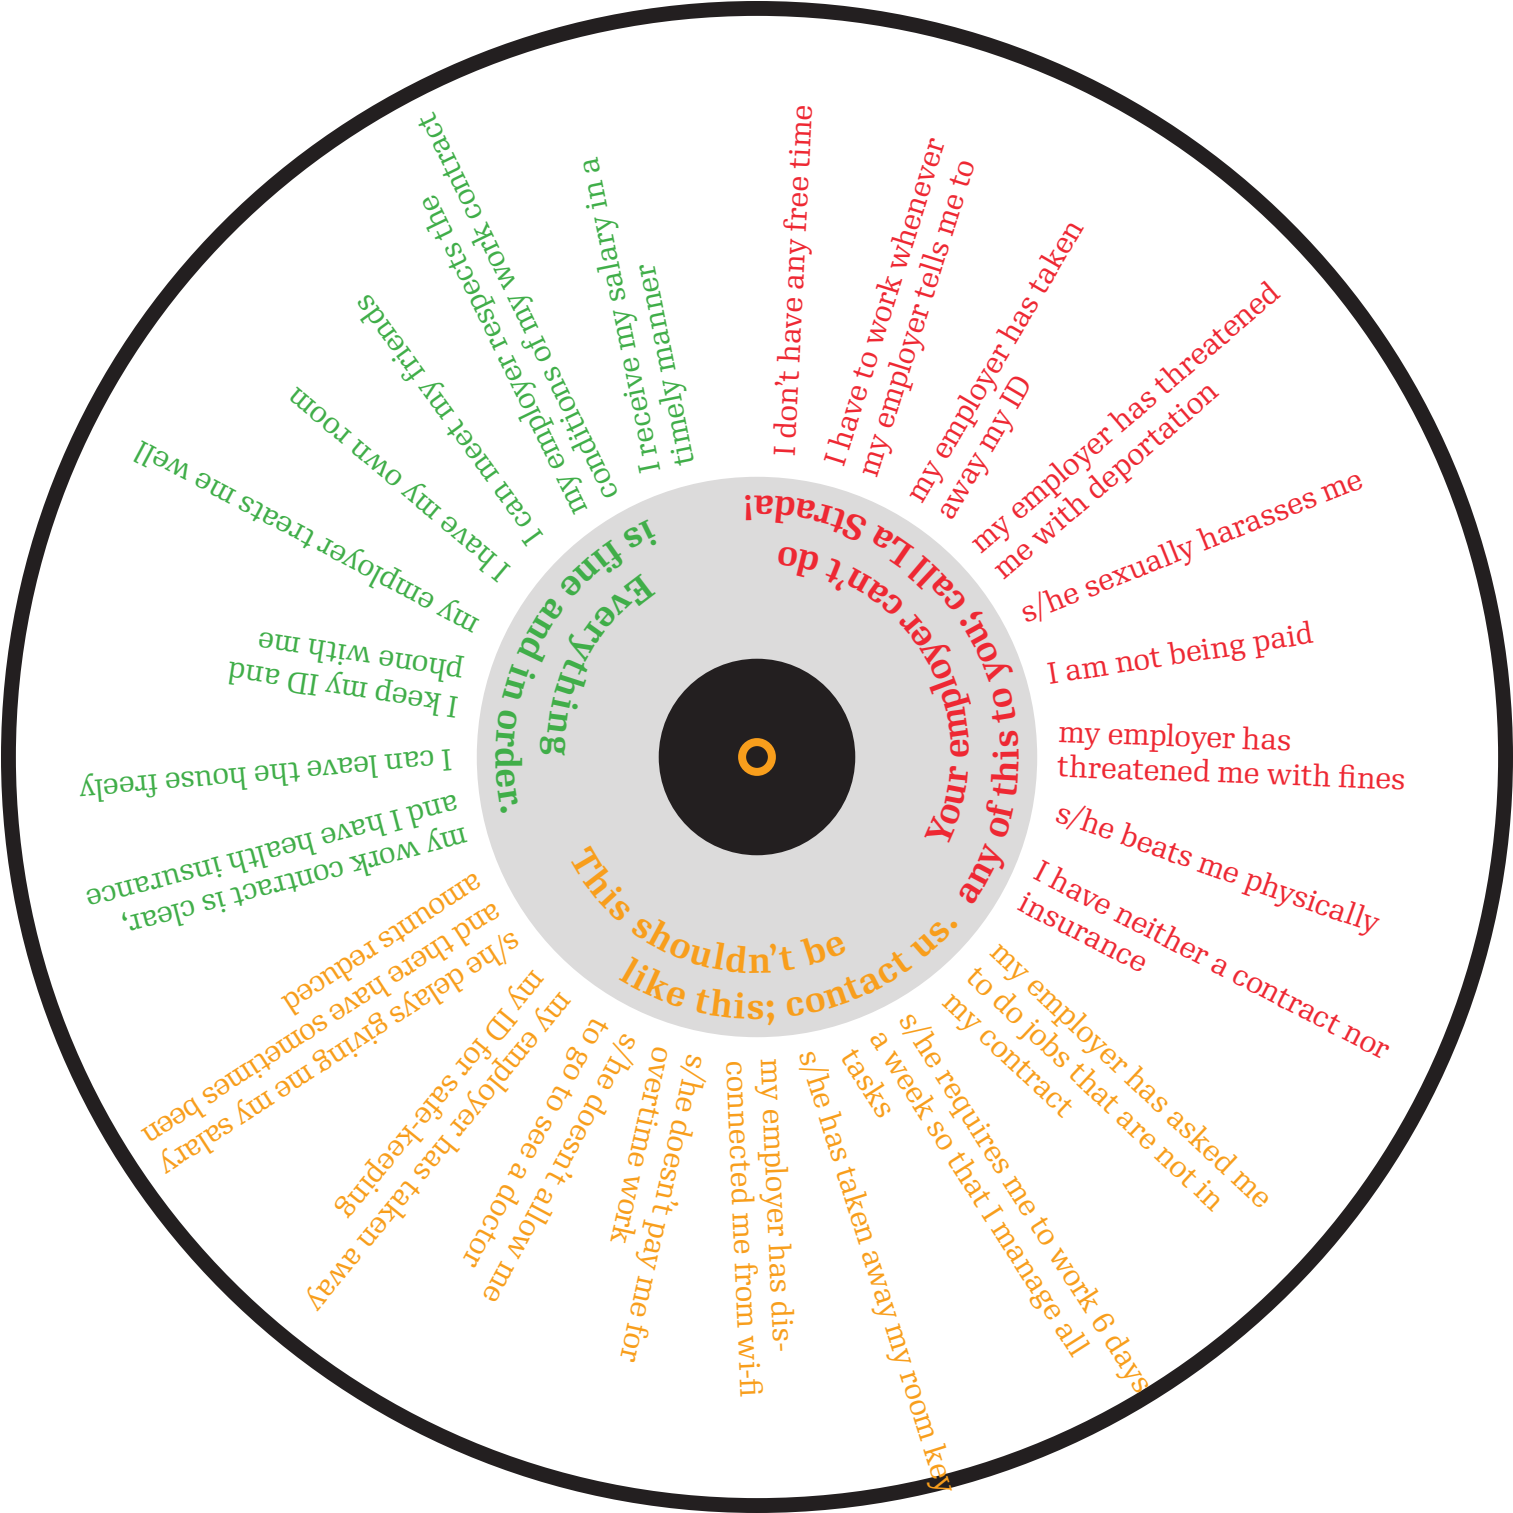 Everything
is fine and in order.
Your employer can't do
any of this to you; call La Strada!
This shouldn't be
like this; contact us.
I don’t have any free time
I have to work whenever
my employer tells me to
my employer has taken
away my ID
my employer has threatened
me with deportation
s/he sexually harasses me
I am not being paid
my employer has
threatened me with fines
s/he beats me physically
I have neither a contract nor
insurance
my employer has asked me
to do jobs that are not in
my contract
s/he requires me to work 6 days
a week so that I manage all
tasks
s/he has taken away my room key
my employer has dis-
connected me from wi-fi
s/he doesn't pay me for
overtime work
s/he doesn't allow me
to go to see a doctor
my employer has taken away
my ID for safe-keeping
s/he delays giving me my salary
and there have sometimes been
amounts reduced
my work contract is clear,
and I have health insurance
I can leave the house freely
I keep my ID and
phone with me
my employer treats me well
I have my own room
I can meet my friends
my employer respects the
conditions of my work contract
I receive my salary in a
timely manner